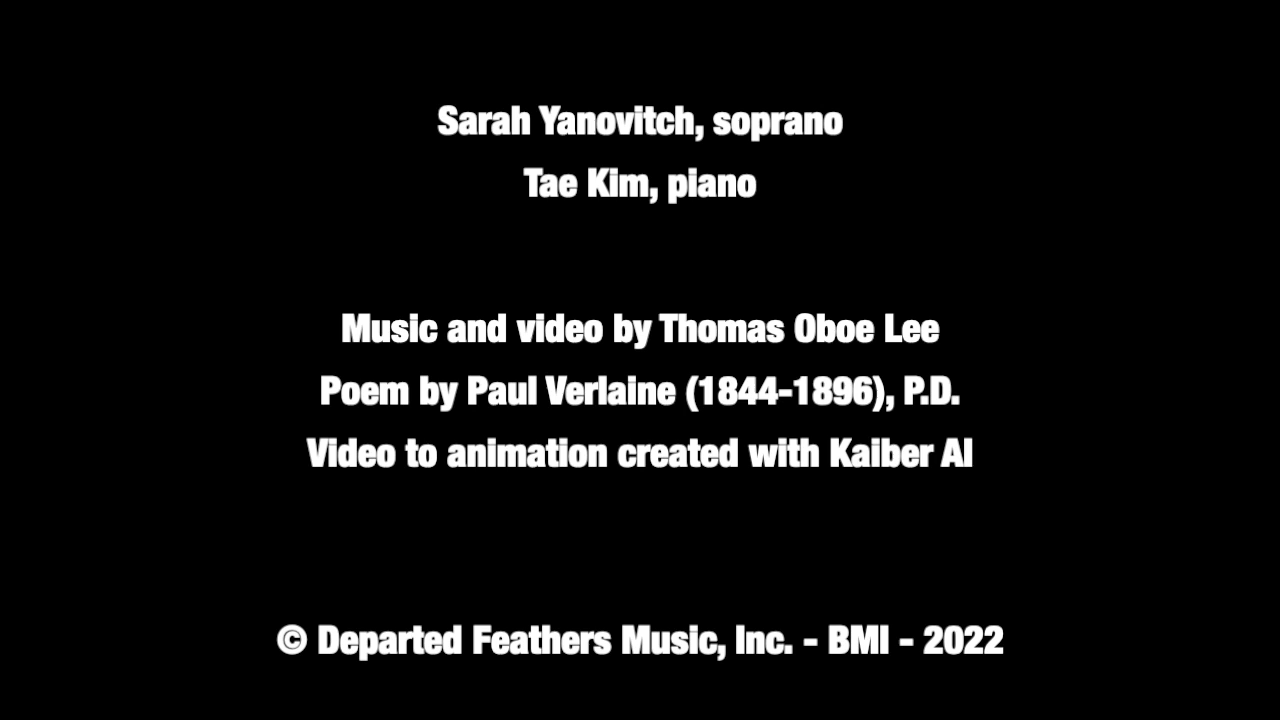 Sarah Yanovitch, soprano
Tae Kim, piano
Music and video by Thomas Oboe Lee
Poem by Paul Verlaine (1844-1896), P.D.
Video to animation created with Kaiber AI
© Departed Feathers Music, Inc. - BMI - 2022